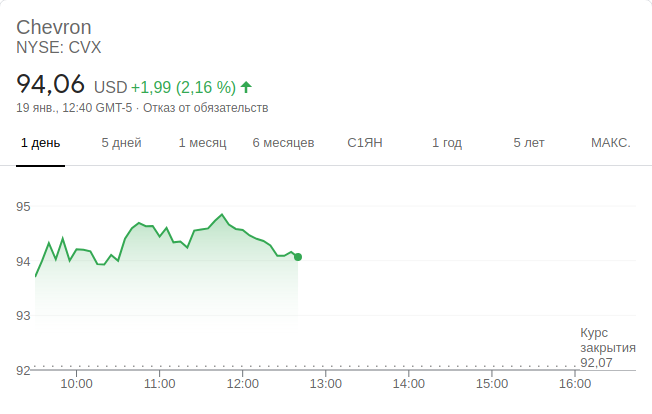 Chevron
NYSE: CVX
94,06 USD +1,99 (2,16 %)
19 янв., 12:40 GMT-5 · Отказ от обязательств
1 день 5 дней 1 месяц 6 месяцев С1ЯН 1 год 5 лет МАКС.
95
94
93
Курс
закрытия
92,07
92
10:00 11:00 12:00 13:00 14:00 15:00 16:00